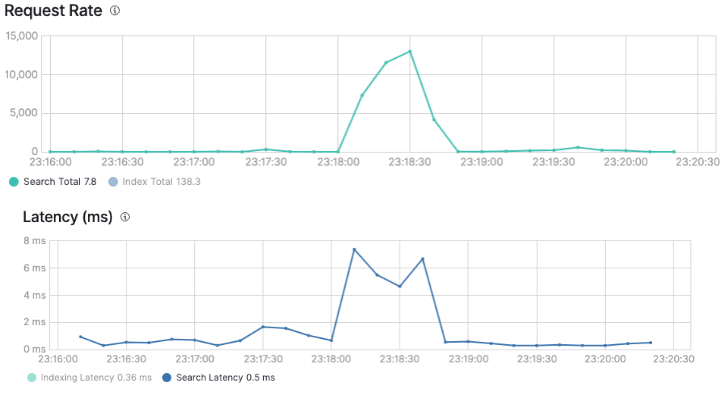 Request Rate ⓘ
15,000
10,000
5,000
0
23:16:00 23:16:30 23:17:00 23:17:30 23:18:00 23:18:30 23:19:00 23:19:30 23:20:00 23:20:30
Search Total 7.8 Index Total 138.3
Latency (ms) ⓘ
8 ms
6 ms
4 ms
2 ms
0 ms
23:16:00 23:16:30 23:17:00 23:17:30 23:18:00 23:18:30 23:19:00 23:19:30 23:20:00 23:20:30
Indexing Latency 0.36 ms Search Latency 0.5 ms